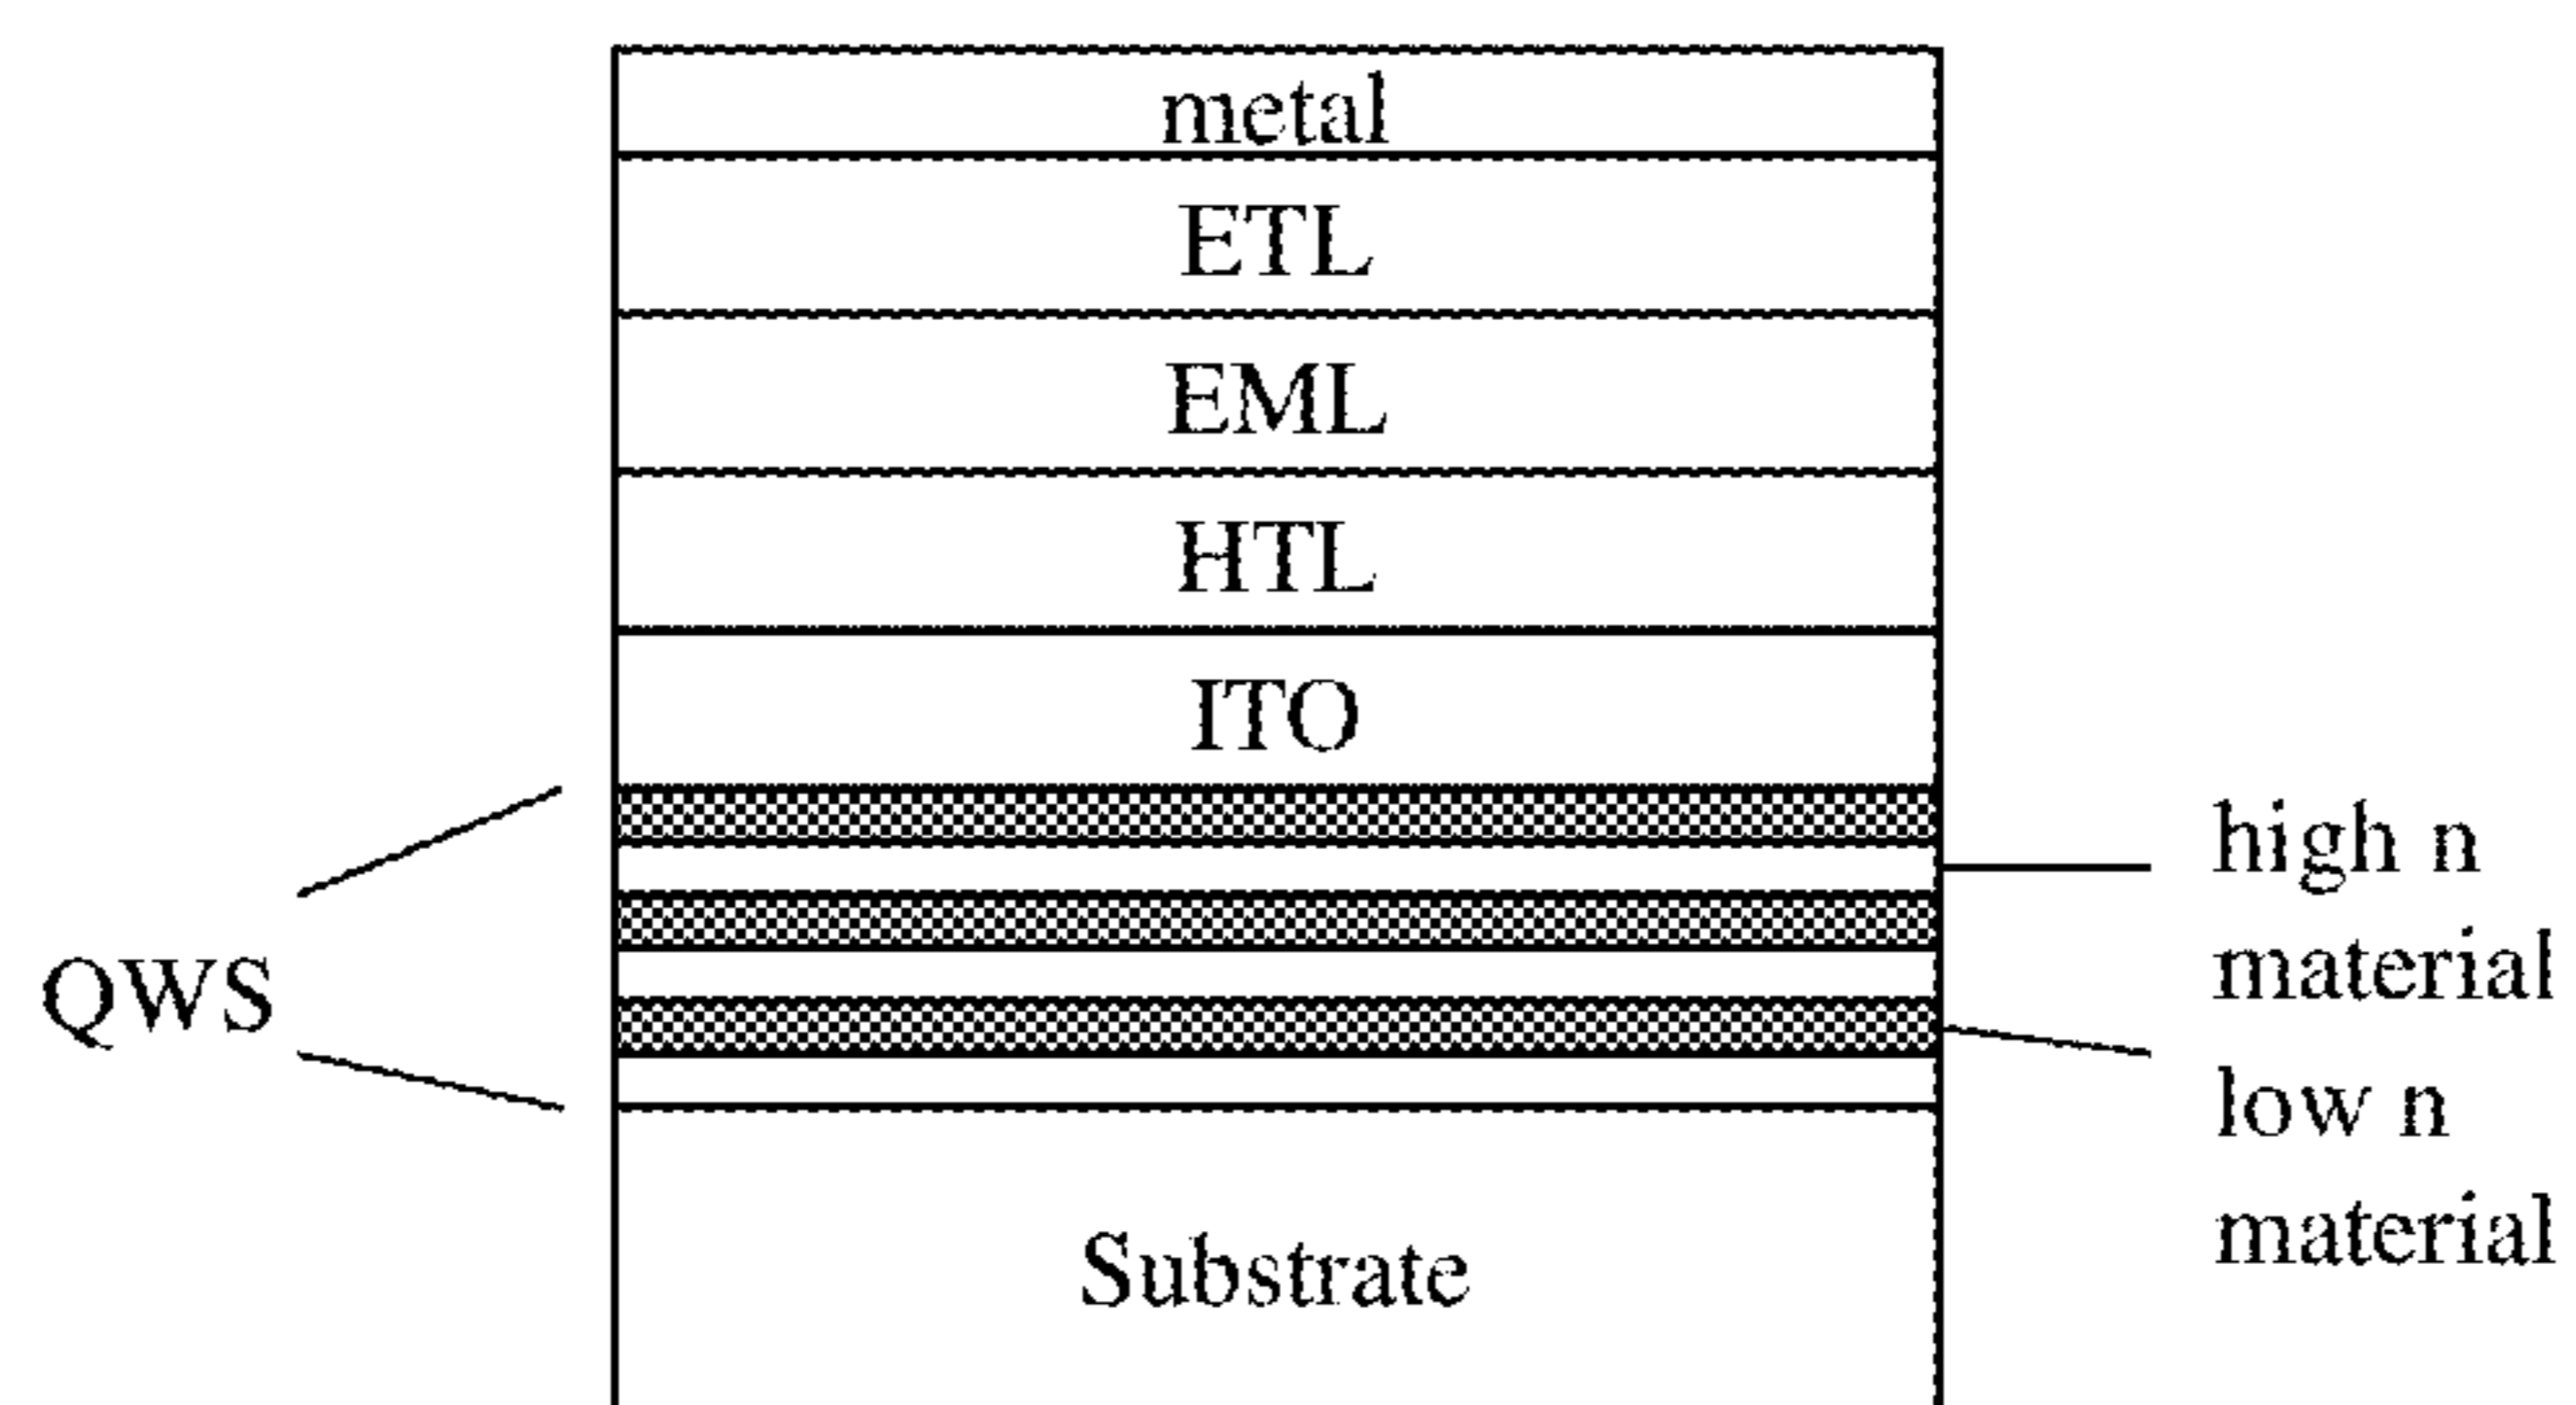 metal
ETL
EML
HTL
ITO
QWS
high n
material
low n
material
Substrate